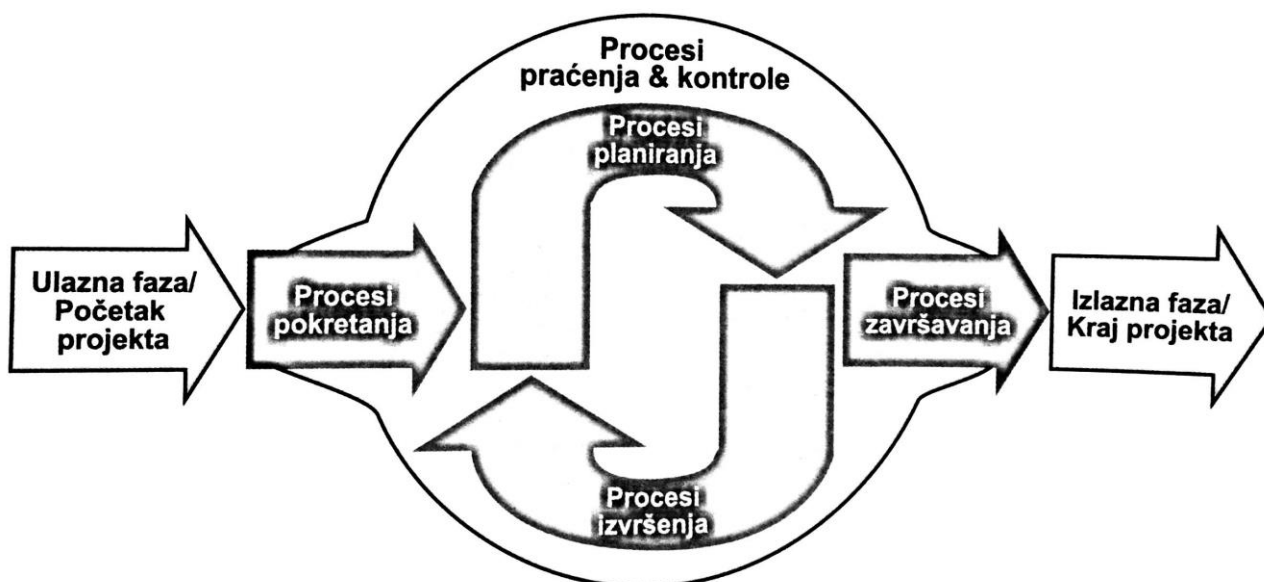 Procesi
praćenja & kontrole
Procesi
planiranja
Ulazna faza/
Početak
projekta
Procesi
pokretanja
Procesi
završavanja
Izlazna faza/
Kraj projekta
Procesi
izvršenja